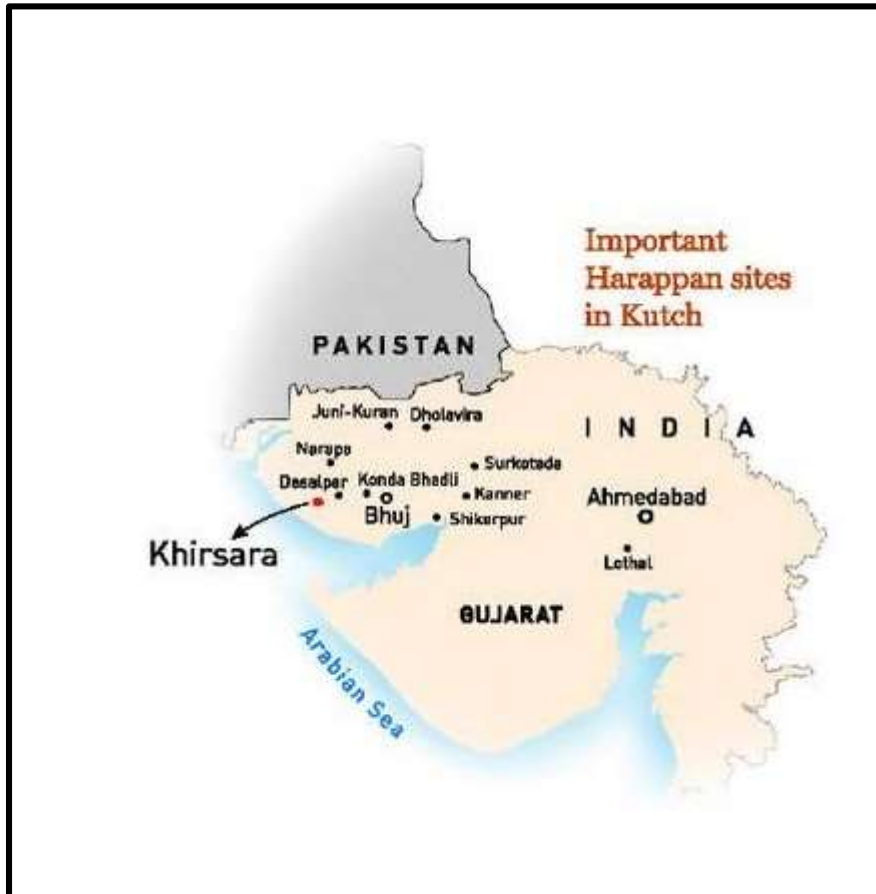 Important
Harappan sites
in Kutch
PAKISTAN
INDIA
Juni-Kuran
Dholavira
Narapa
Surkotada
Desalpar
Konda Bhadli
Kanner
Ahmedabad
Bhuj
Shikarpur
Khirsara
Lothal
GUJARAT
Arabian Sea